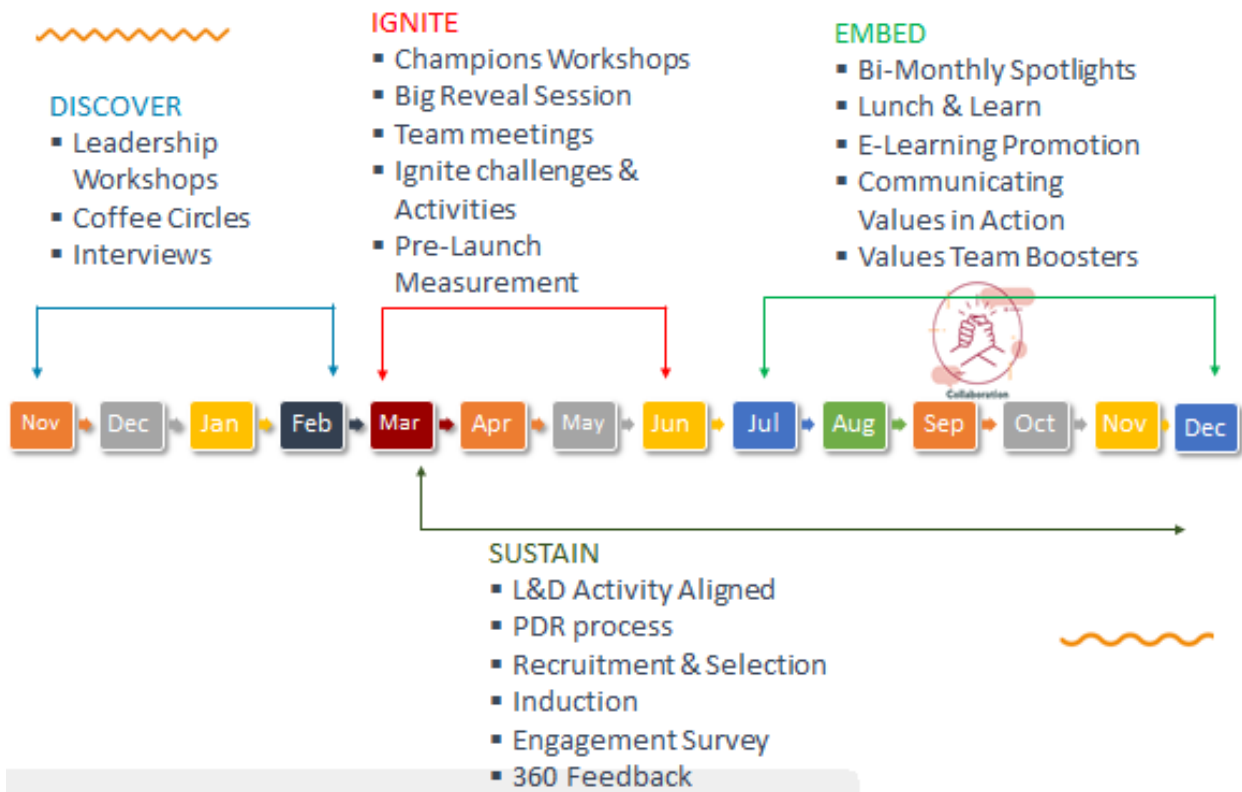 DISCOVER
▪ Leadership
Workshops
▪ Coffee Circles
▪ Interviews
IGNITE
▪ Champions Workshops
▪ Big Reveal Session
▪ Team meetings
▪ Ignite challenges &
Activities
▪ Pre-Launch
Measurement
EMBED
▪ Bi-Monthly Spotlights
▪ Lunch & Learn
▪ E-Learning Promotion
▪ Communicating
Values in Action
▪ Values Team Boosters
Collaboration
Nov Dec Jan Feb Mar Apr May Jun Jul Aug Sep Oct Nov Dec
SUSTAIN
▪ L&D Activity Aligned
▪ PDR process
▪ Recruitment & Selection
▪ Induction
▪ Engagement Survey
▪ 360 Feedback